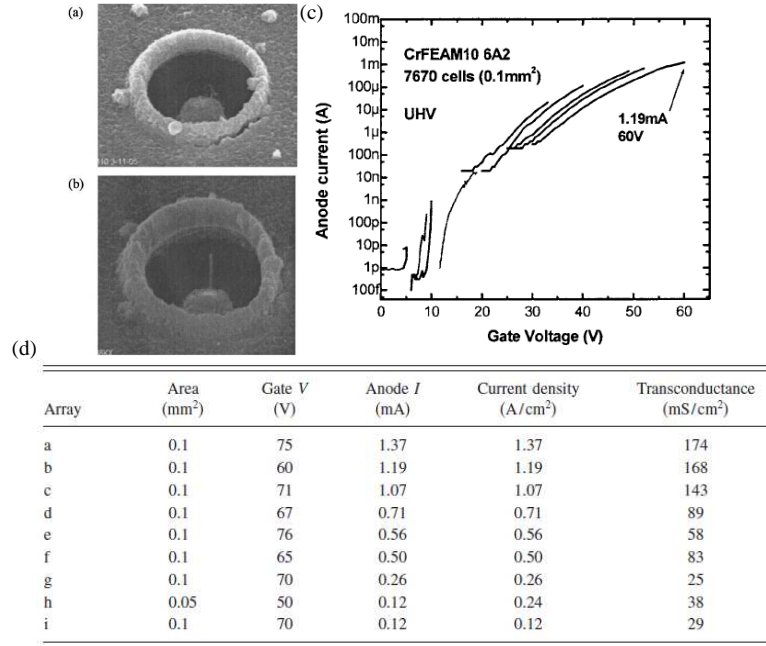 (a)
(b)
(c)
100m
10m
1m
100μ
10μ
1μ
100n
10n
1n
100p
10p
1p
100f
Anode current (A)
CrFEAM10 6A2
7670 cells (0.1mm²)
UHV
1.19mA
60V
0 10 20 30 40 50 60
Gate Voltage (V)
(d)
Array Area (mm²) Gate V (V) Anode I (mA) Current density (A/cm²) Transconductance (mS/cm²)
a 0.1 75 1.37 1.37 174
b 0.1 60 1.19 1.19 168
c 0.1 71 1.07 1.07 143
d 0.1 67 0.71 0.71 89
e 0.1 76 0.56 0.56 58
f 0.1 65 0.50 0.50 83
g 0.1 70 0.26 0.26 25
h 0.05 50 0.12 0.24 38
i 0.1 70 0.12 0.12 29